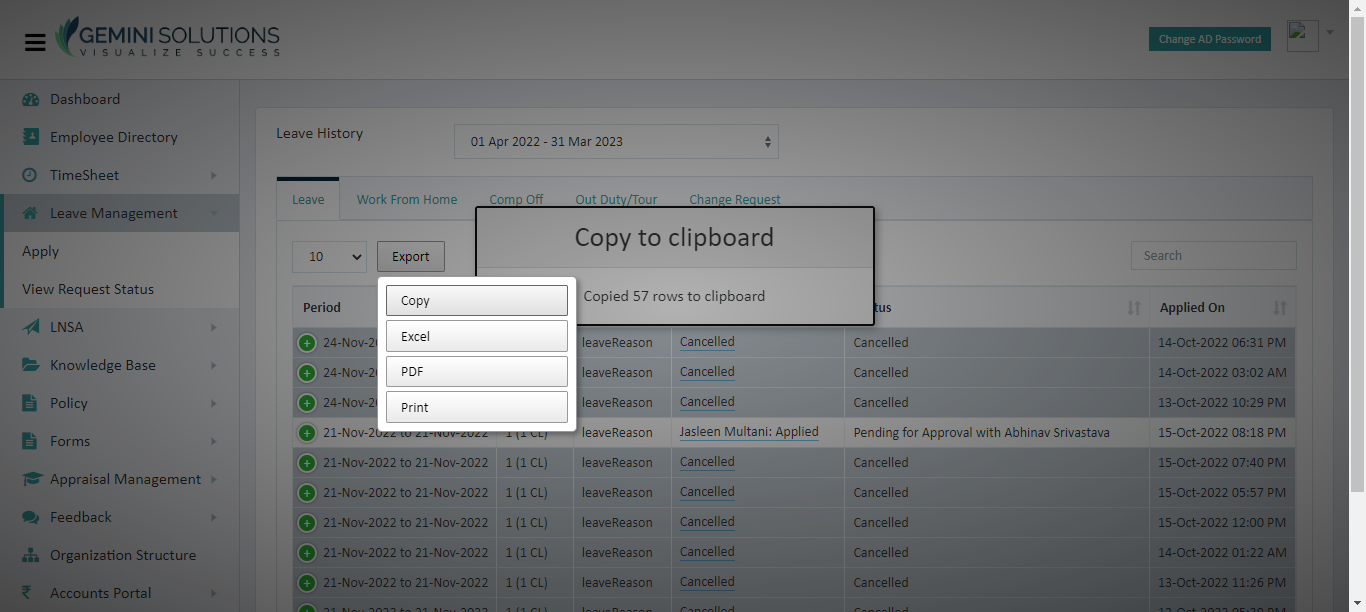 GEMINI SOLUTIONS
VISUALIZE SUCCESS
Change AD Password
Dashboard
Employee Directory
TimeSheet
Leave Management
Apply
View Request Status
LNSA
Knowledge Base
Policy
Forms
Appraisal Management
Feedback
Organization Structure
Accounts Portal
Leave History
01 Apr 2022 - 31 Mar 2023
Leave Work From Home Comp Off Out Duty/Tour Change Request
10
Export
Search
Copy to clipboard
Copied 57 rows to clipboard
Copy
Excel
PDF
Print
Period Applied On
24-Nov-2 leaveReason Cancelled Cancelled 14-Oct-2022 06:31 PM
24-Nov-2 leaveReason Cancelled Cancelled 14-Oct-2022 03:02 AM
24-Nov-2 leaveReason Cancelled Cancelled 13-Oct-2022 10:29 PM
21-Nov-2022 to 21-Nov-2022 1 (1 CL) leaveReason Jasleen Multani: Applied Pending for Approval with Abhinav Srivastava 15-Oct-2022 08:18 PM
21-Nov-2022 to 21-Nov-2022 1 (1 CL) leaveReason Cancelled Cancelled 15-Oct-2022 07:40 PM
21-Nov-2022 to 21-Nov-2022 1 (1 CL) leaveReason Cancelled Cancelled 15-Oct-2022 05:57 PM
21-Nov-2022 to 21-Nov-2022 1 (1 CL) leaveReason Cancelled Cancelled 15-Oct-2022 12:00 PM
21-Nov-2022 to 21-Nov-2022 1 (1 CL) leaveReason Cancelled Cancelled 14-Oct-2022 01:22 AM
21-Nov-2022 to 21-Nov-2022 1 (1 CL) leaveReason Cancelled Cancelled 13-Oct-2022 11:26 PM